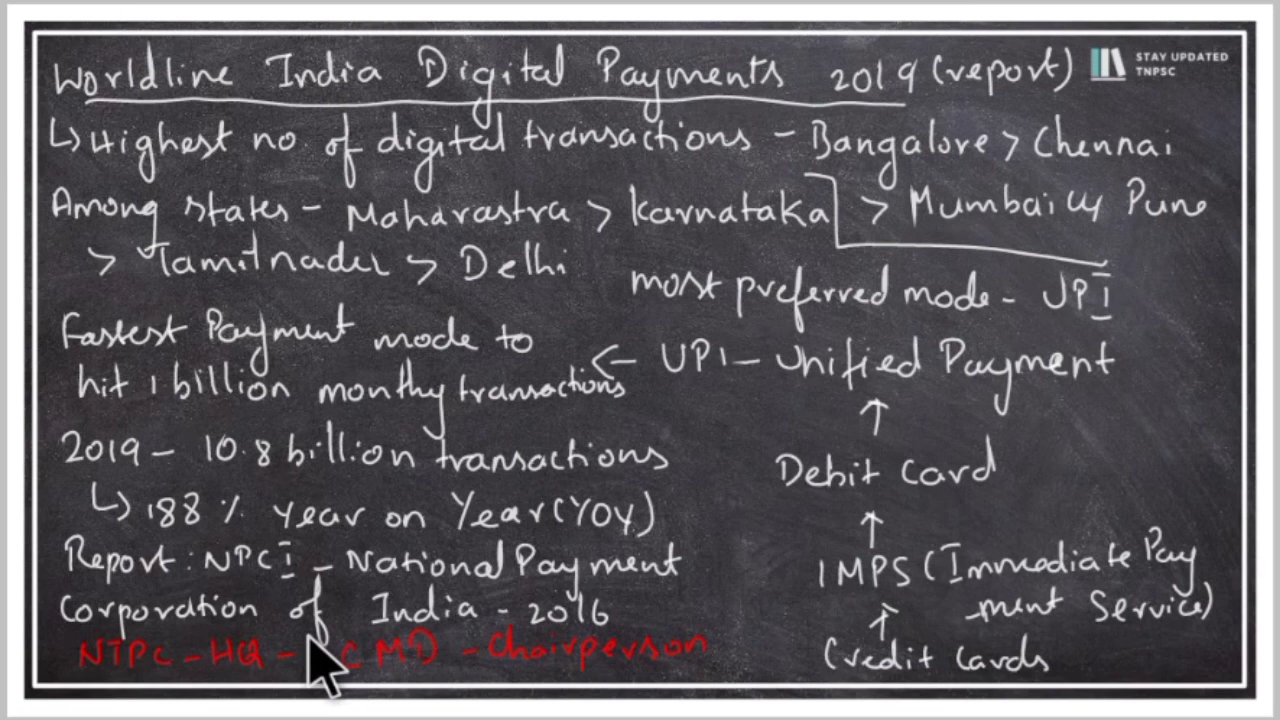 Worldline India Digital Payments 2019 (report)
STAY UPDATED
TNPSC
↳ Highest no of digital transactions - Bangalore > Chennai
> Mumbai & Pune
Among states - Maharastra > Karnataka
> Tamilnadu > Delhi
most preferred mode - UPI
Fastest Payment mode to
hit 1 billion monthy transactions
← UPI - Unified Payment
↑
Debit Card
↑
IMPS (Immediate Pay
ment Service)
↑
Credit Cards
2019 - 10.8 billion transactions
↳ 188 % year on Year (YOY)
Report : NPCI - National Payment
Corporation of India - 2016
NTPC - HQ - CMD - Chairperson